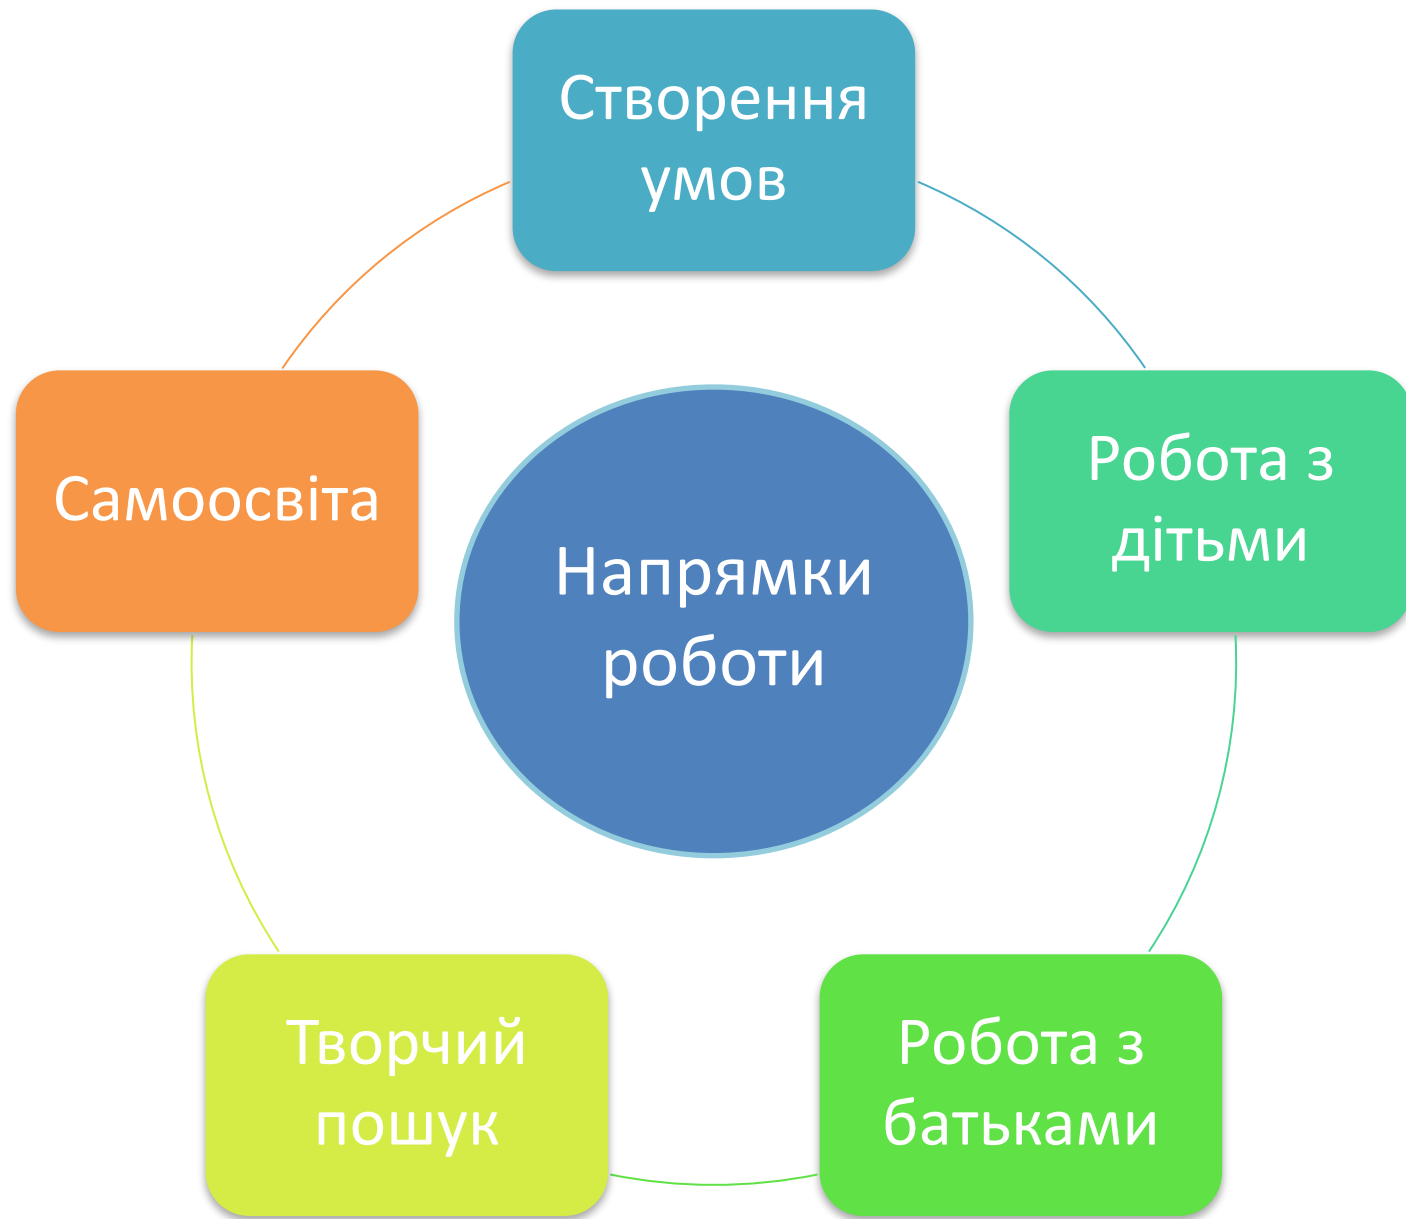 Створення
умов
Робота з
дітьми
Робота з
батьками
Творчий
пошук
Самоосвіта
Напрямки
роботи